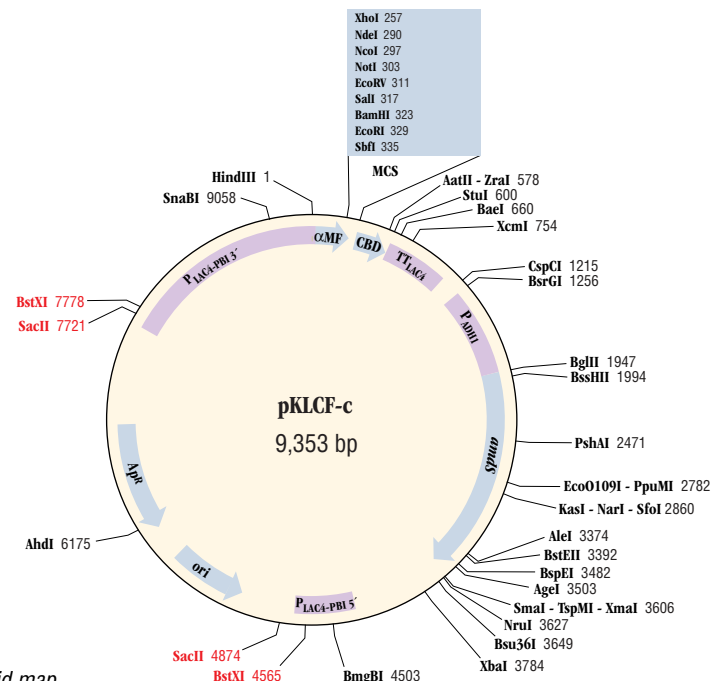 XhoI 257
NdeI 290
NcoI 297
NotI 303
EcoRV 311
SalI 317
BamHI 323
EcoRI 329
SbfI 335
MCS
HindIII 1
SnaBI 9058
AatII - ZraI 578
StuI 600
BaeI 660
XcmI 754
αMF
CBD
TTLAC4
PLAC4-PBI 3´
CspCI 1215
BsrGI 1256
BstXI 7778
SacII 7721
PADH1
BglII 1947
BssHII 1994
pKLCF-c
9,353 bp
PshAI 2471
amdS
EcoO109I - PpuMI 2782
KasI - NarI - SfoI 2860
ApR
AleI 3374
BstEII 3392
AhdI 6175
BspEI 3482
AgeI 3503
ori
SmaI - TspMI - XmaI 3606
PLAC4-PBI 5´
NruI 3627
Bsu36I 3649
SacII 4874
XbaI 3784
BstXI 4565
BmgBI 4503
id map